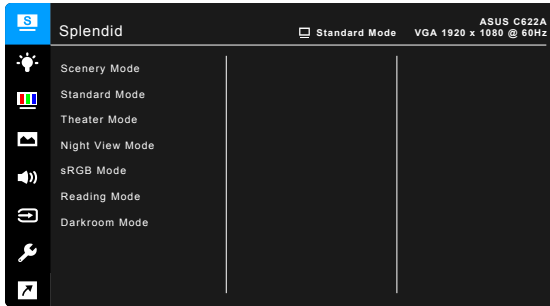 S
Splendid
Standard Mode
ASUS C622A
VGA 1920 x 1080 @ 60Hz
Scenery Mode
Standard Mode
Theater Mode
Night View Mode
sRGB Mode
Reading Mode
Darkroom Mode